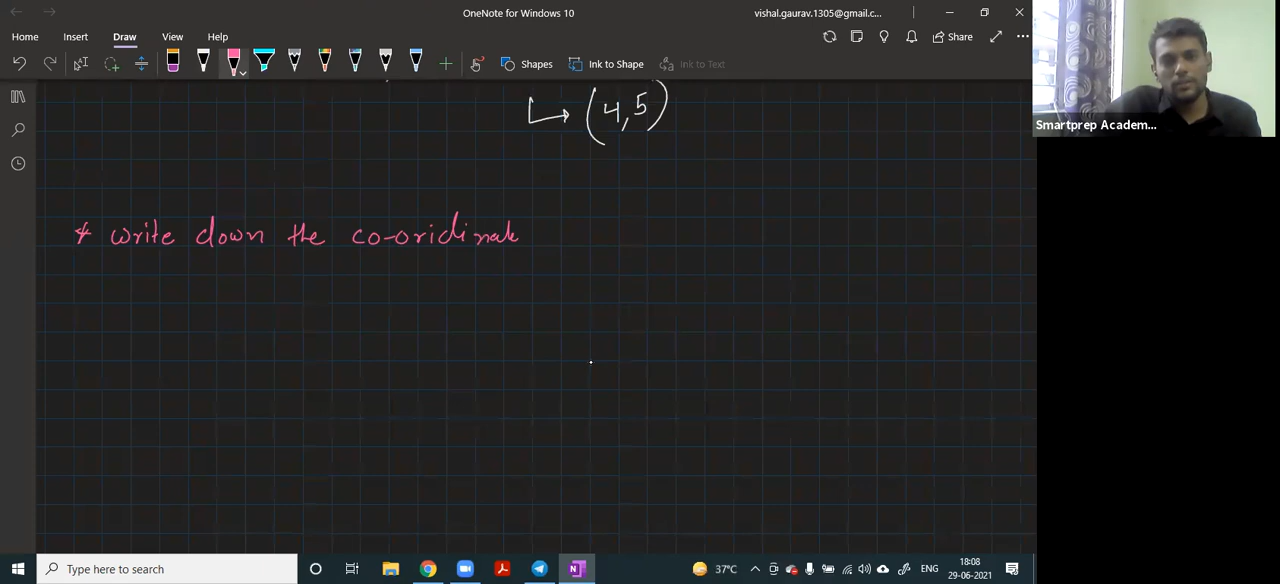 OneNote for Windows 10
vishal.gaurav.1305@gmail.c...
Home Insert Draw View Help
Share
Shapes Ink to Shape Ink to Text
(4,5)
Smartprep Academ...
* write down the co-oridinate
Type here to search
37°C
ENG
18:08
29-06-2021